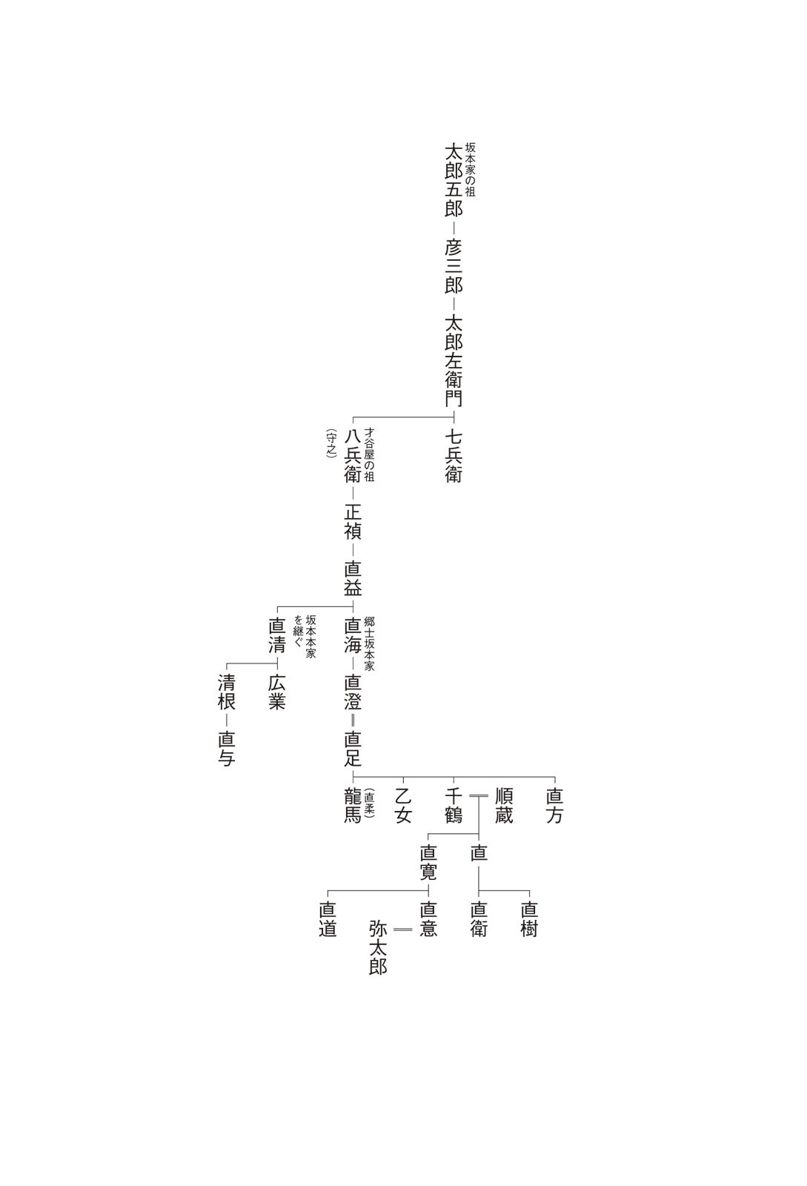 坂本家の祖
太郎五郎
彦三郎
太郎左衛門
七兵衛
才谷屋の祖
八兵衛
（守之）
正禎
直益
郷士坂本家
直海
坂本本家
を継ぐ
直清
直澄
広業
清根
直足
直与
直方
順蔵
千鶴
乙女
（直柔）
龍馬
直
直寛
直樹
直衛
直意
弥太郎
直道